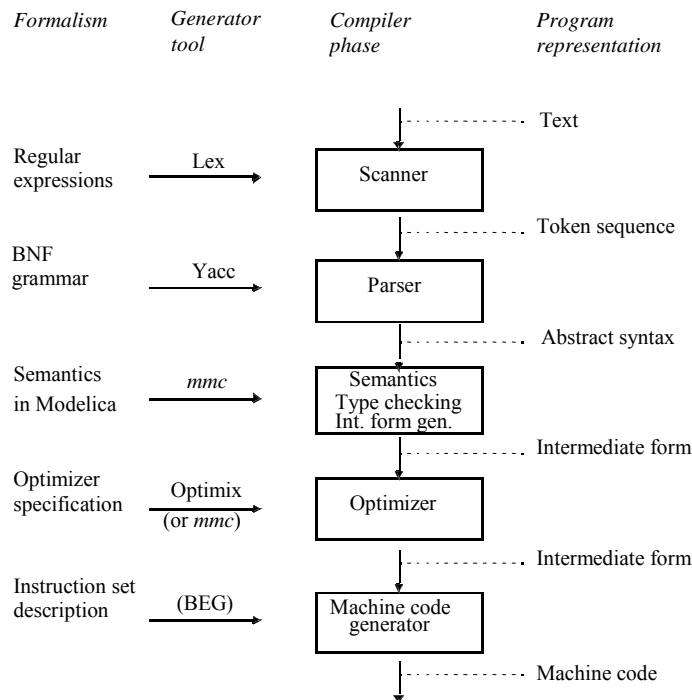 Formalism
Generator
tool
Compiler
phase
Program
representation
Text
Regular
expressions
Lex
Scanner
Token sequence
BNF
grammar
Yacc
Parser
Abstract syntax
Semantics
in Modelica
mmc
Semantics
Type checking
Int. form gen.
Intermediate form
Optimizer
specification
Optimix
(or mmc)
Optimizer
Intermediate form
Instruction set
description
(BEG)
Machine code
generator
Machine code